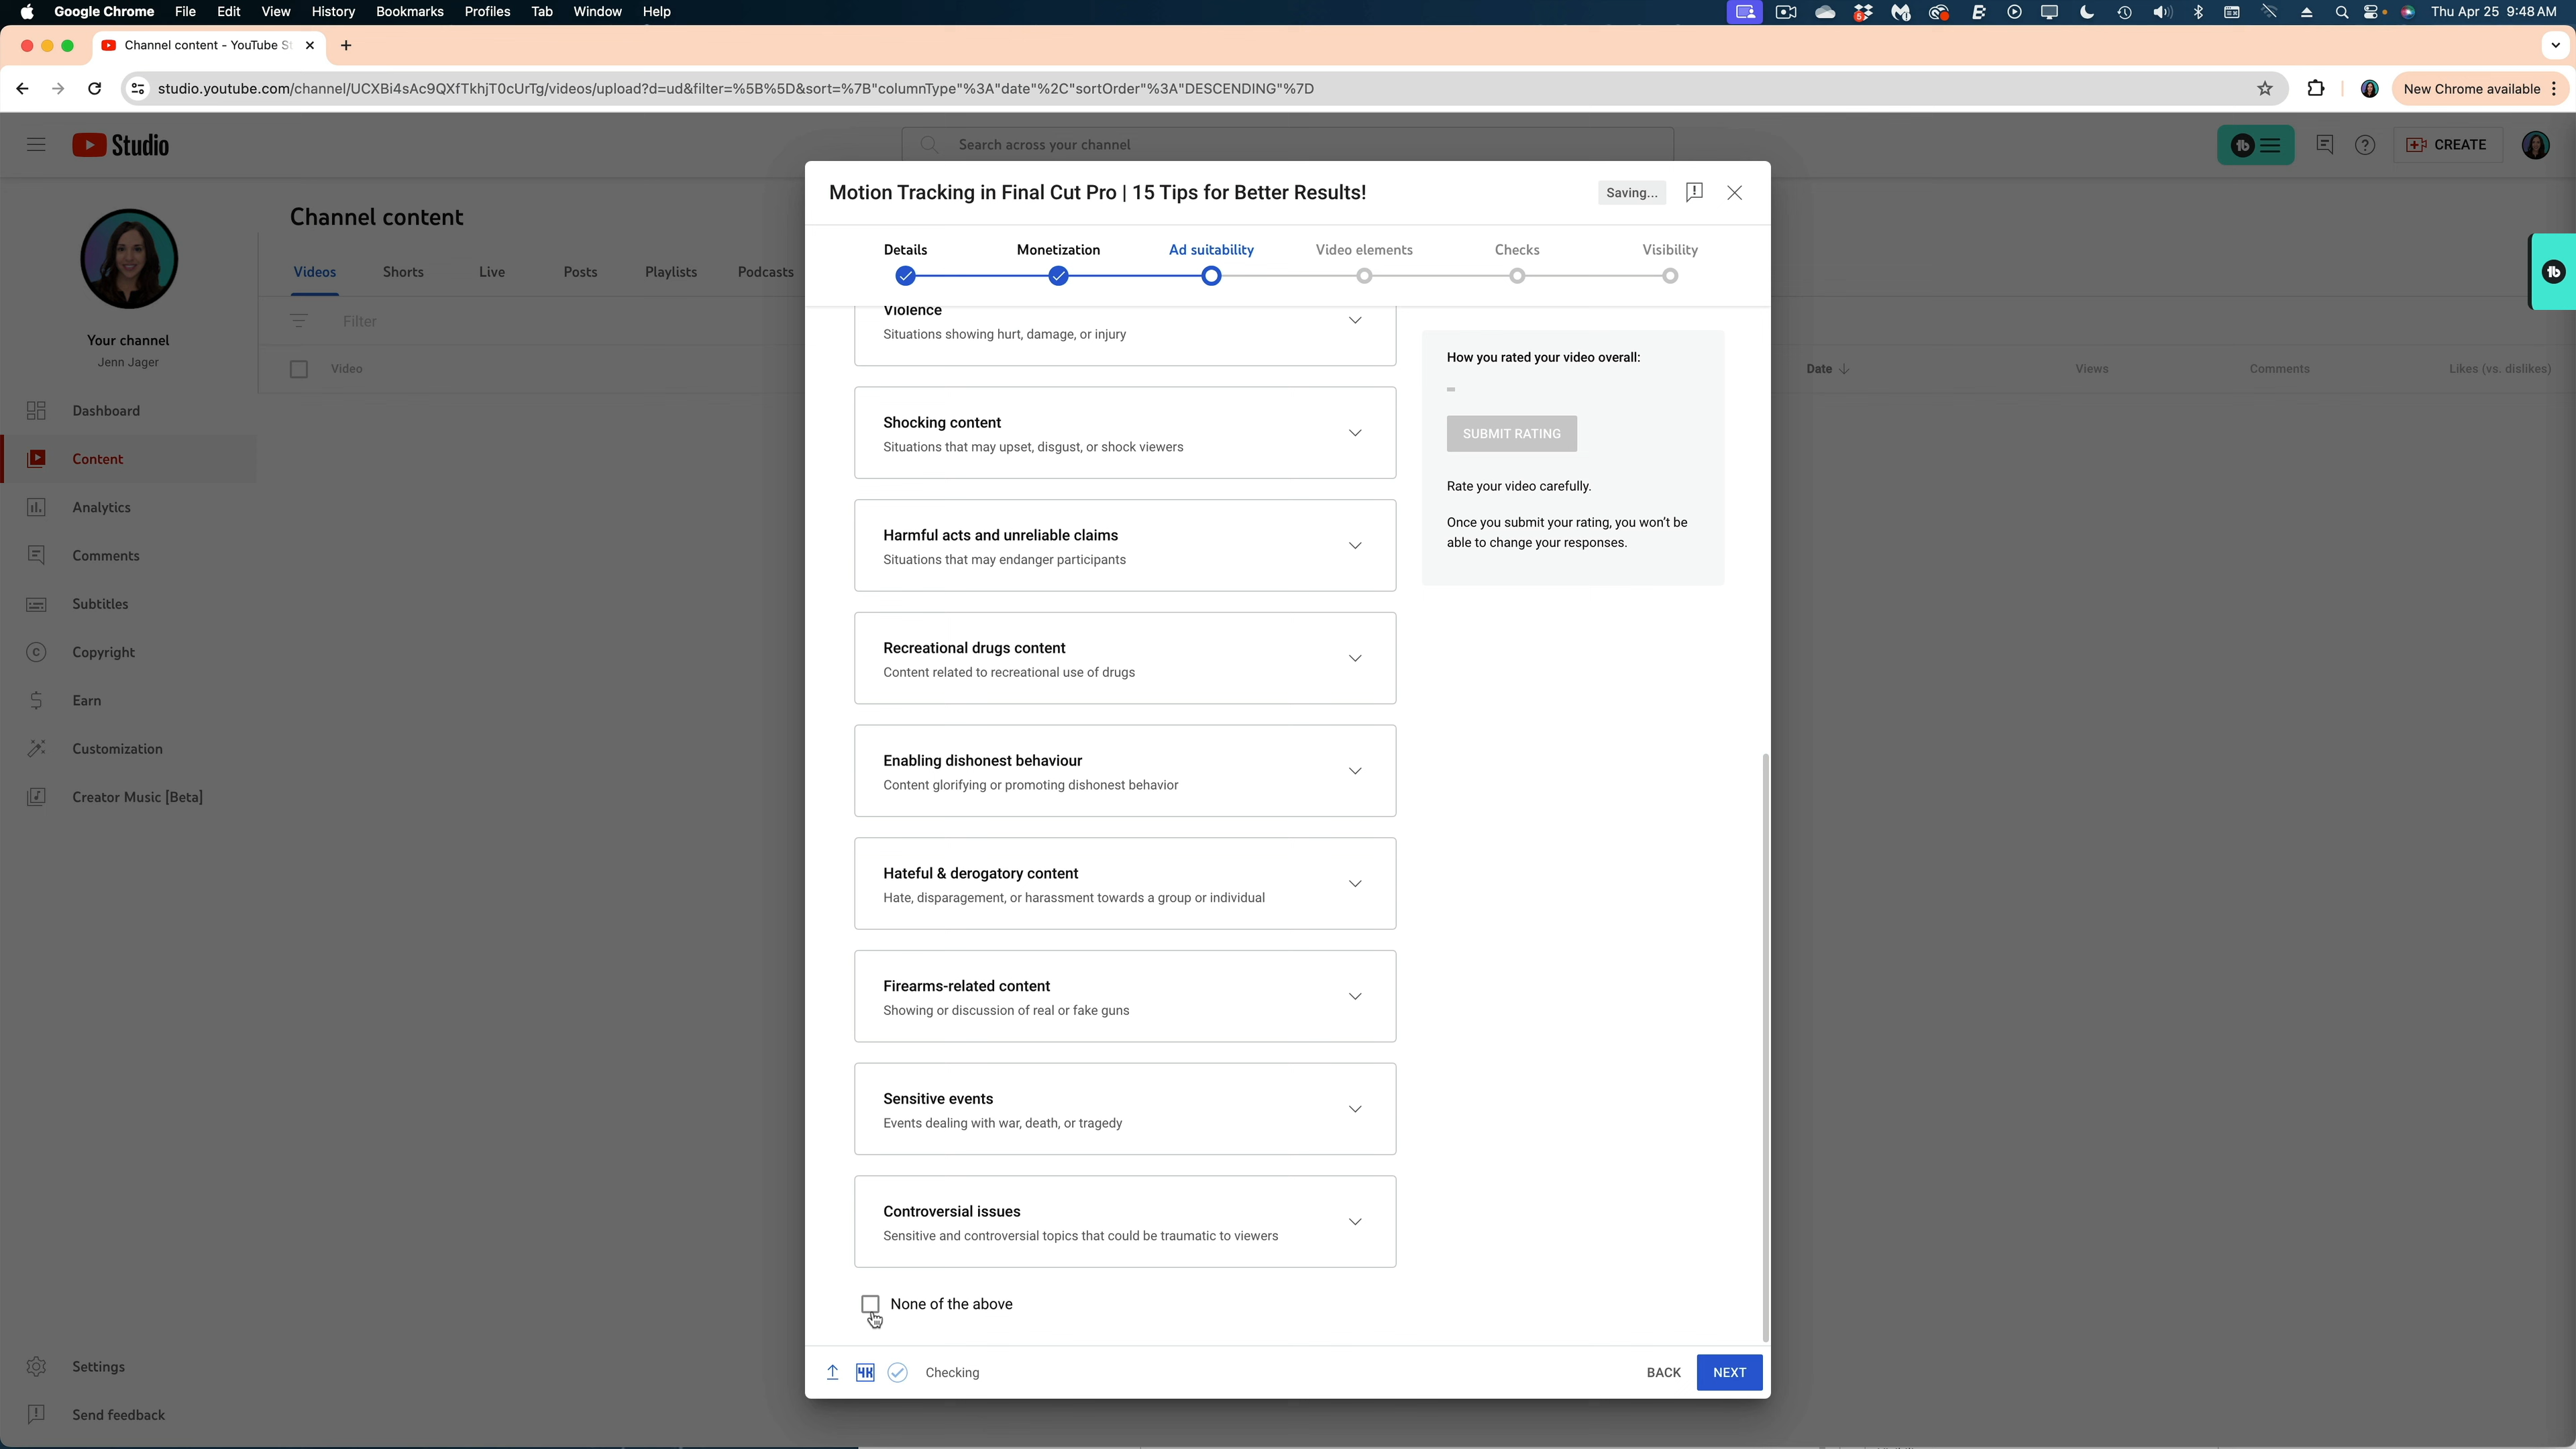 Google Chrome File Edit View History Bookmarks Profiles Tab Window Help
5
Thu Apr 25 9:48 AM
Channel content - YouTube S
studio.youtube.com/channel/UCXBi4sAc9QXfTkhjT0cUrTg/videos/upload?d=ud&filter=%5B%5D&sort=%7B"columnType"%3A"date"%2C"sortOrder"%3A"DESCENDING"%7D
New Chrome available
Studio
Search across your channel
CREATE
Your channel
Jenn Jager
Dashboard
Content
Analytics
Comments
Subtitles
Copyright
Earn
Customization
Creator Music [Beta]
Settings
Send feedback
Channel content
Videos Shorts Live Posts Playlists Podcasts
Filter
Video
Date Views Comments Likes (vs. dislikes)
Motion Tracking in Final Cut Pro | 15 Tips for Better Results!
Saving...
Details Monetization Ad suitability Video elements Checks Visibility
Violence
Situations showing hurt, damage, or injury
Shocking content
Situations that may upset, disgust, or shock viewers
Harmful acts and unreliable claims
Situations that may endanger participants
Recreational drugs content
Content related to recreational use of drugs
Enabling dishonest behaviour
Content glorifying or promoting dishonest behavior
Hateful & derogatory content
Hate, disparagement, or harassment towards a group or individual
Firearms-related content
Showing or discussion of real or fake guns
Sensitive events
Events dealing with war, death, or tragedy
Controversial issues
Sensitive and controversial topics that could be traumatic to viewers
None of the above
How you rated your video overall:
-
SUBMIT RATING
Rate your video carefully.
Once you submit your rating, you won't be
able to change your responses.
4K
Checking
BACK
NEXT